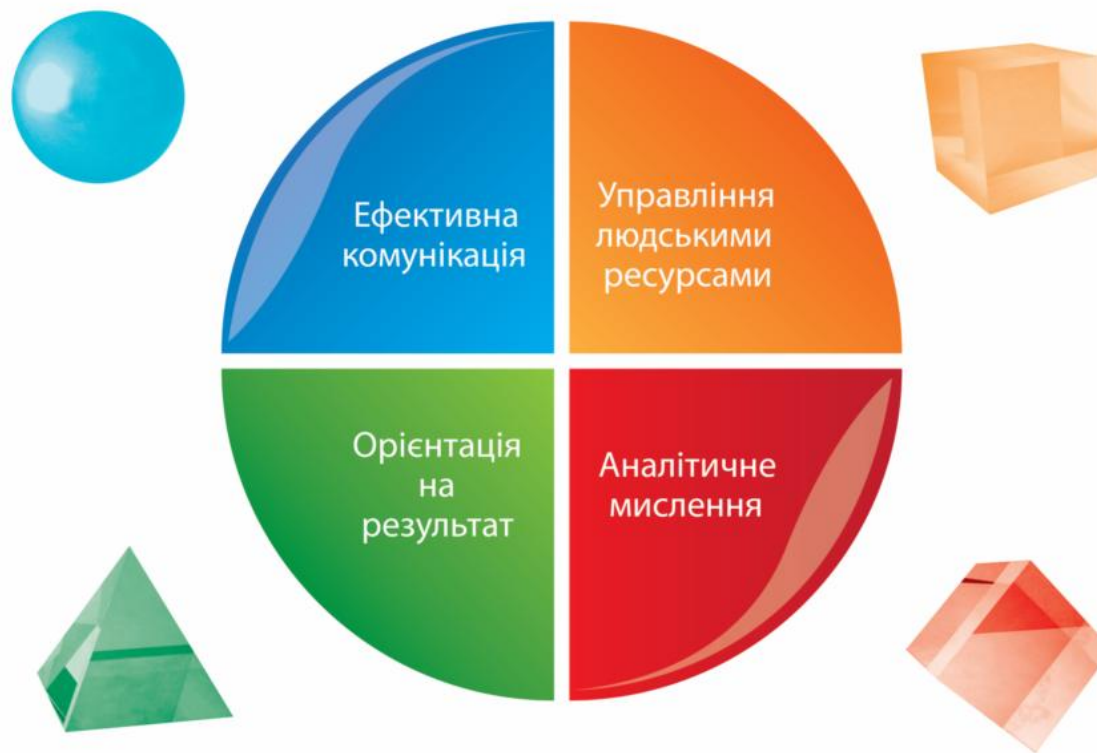 Ефективна
комунікація
Управління
людськими
ресурсами
Орієнтація
на
результат
Аналітичне
мислення